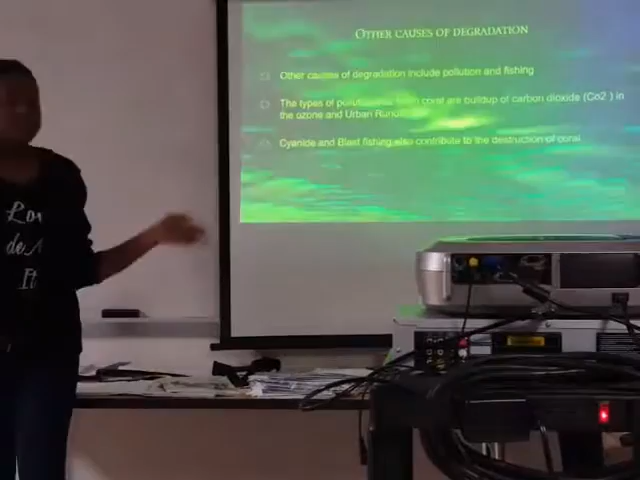 OTHER CAUSES OF DEGRADATION
Other causes of degradation include pollution and fishing
The types of pollution that coral are buildup of carbon dioxide (Co2 ) in
the ozone and Urban Runoff
Cyanide and Blast fishing also contribute to the destruction of coral
Lo
de